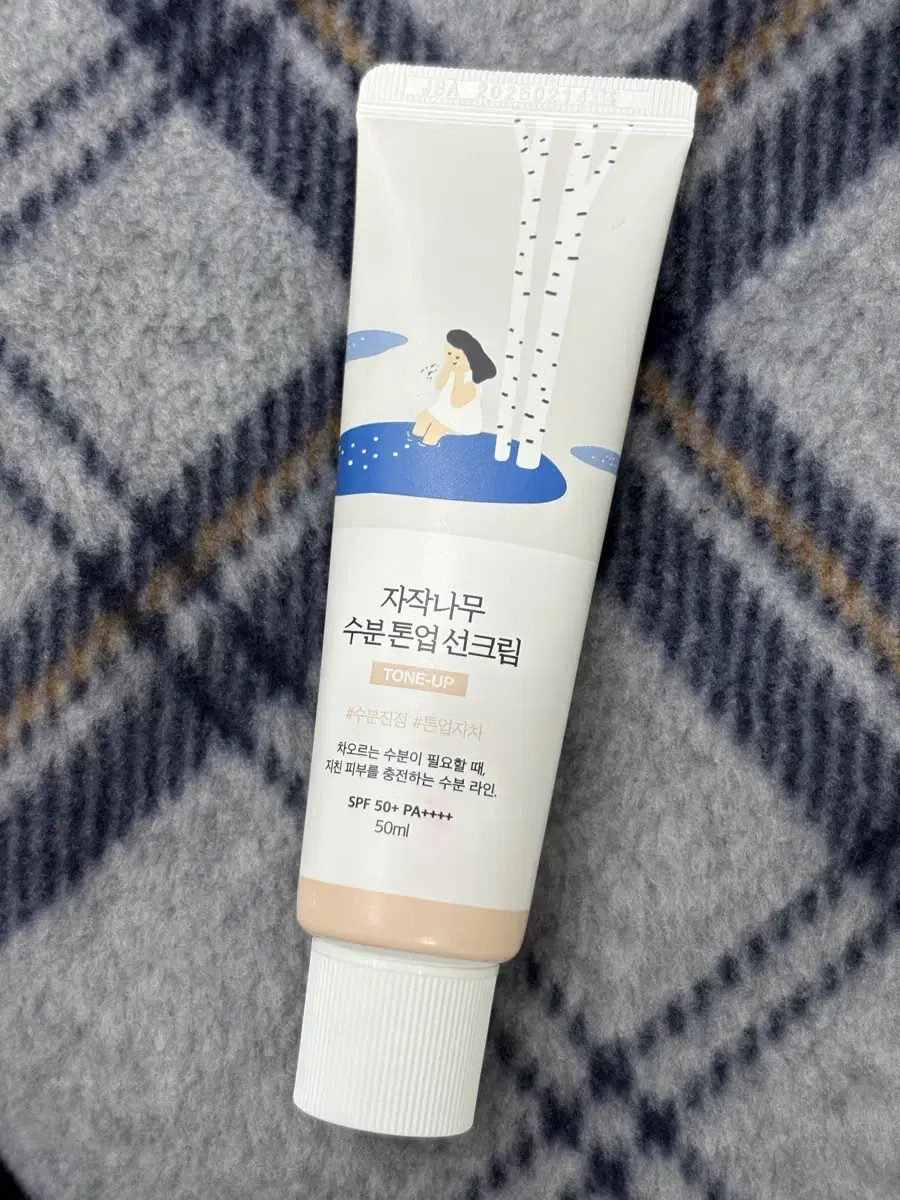 자작나무
수분 톤업 선크림
TONE-UP
#수분진정 #톤업자차
차오르는 수분이 필요할 때,
지친 피부를 충전하는 수분 라인.
SPF 50+ PA++++
50ml